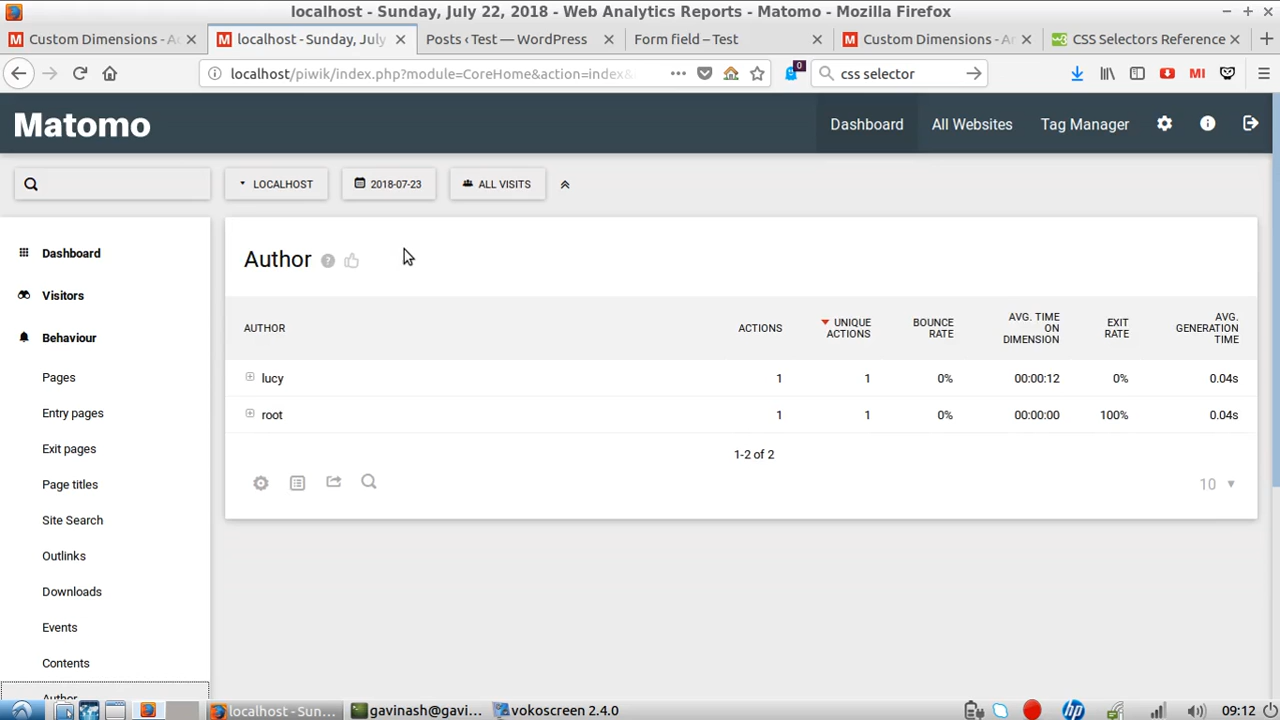 localhost - Sunday, July 22, 2018 - Web Analytics Reports - Matomo - Mozilla Firefox
Custom Dimensions - A
localhost - Sunday, July
Posts ‹ Test — WordPress
Form field – Test
Custom Dimensions - A
CSS Selectors Reference
localhost/piwik/index.php?module=CoreHome&action=index&
0
css selector
MI
Matomo
Dashboard
All Websites
Tag Manager
LOCALHOST
2018-07-23
ALL VISITS
Dashboard
Visitors
Behaviour
Pages
Entry pages
Exit pages
Page titles
Site Search
Outlinks
Downloads
Events
Contents
Author
Author
AUTHOR
ACTIONS
UNIQUE
ACTIONS
BOUNCE
RATE
AVG. TIME
ON
DIMENSION
EXIT
RATE
AVG.
GENERATION
TIME
lucy 1 1 0% 00:00:12 0% 0.04s
root 1 1 0% 00:00:00 100% 0.04s
1-2 of 2
10
localhost - Sun...
gavinash@gavi...
vokoscreen 2.4.0
hp
09:12